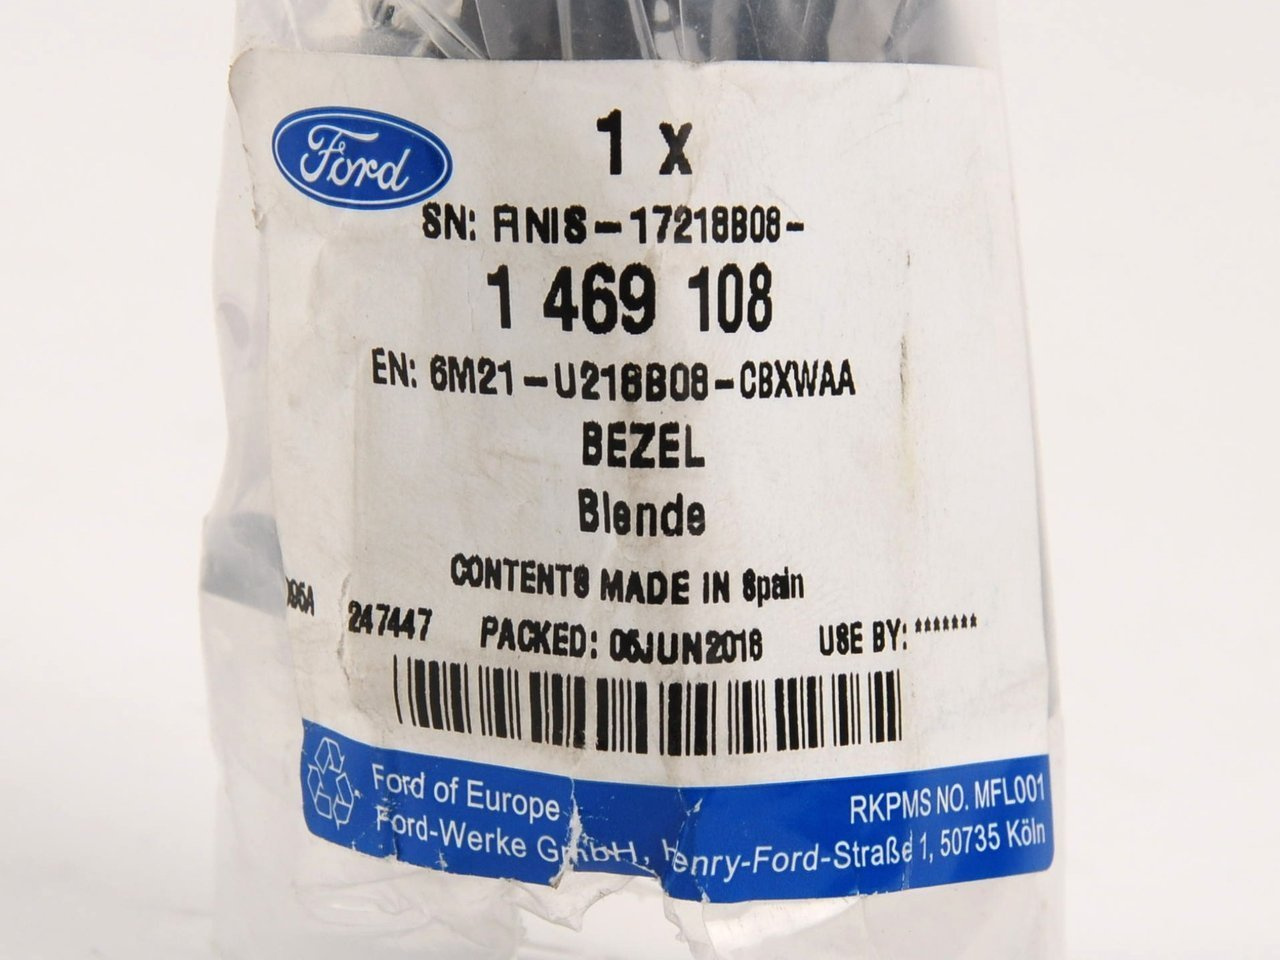 Ford
1 x
SN: ANIS-17218B08-
1 469 108
EN: 6M21-U218B08-CBXWAA
BEZEL
Blende
CONTENTS MADE IN Spain
247447 PACKED: 06JUN2016 USE BY: *******
Ford of Europe RKPMS NO. MFL001
Ford-Werke GmbH, Henry-Ford-Straße 1, 50735 Köln